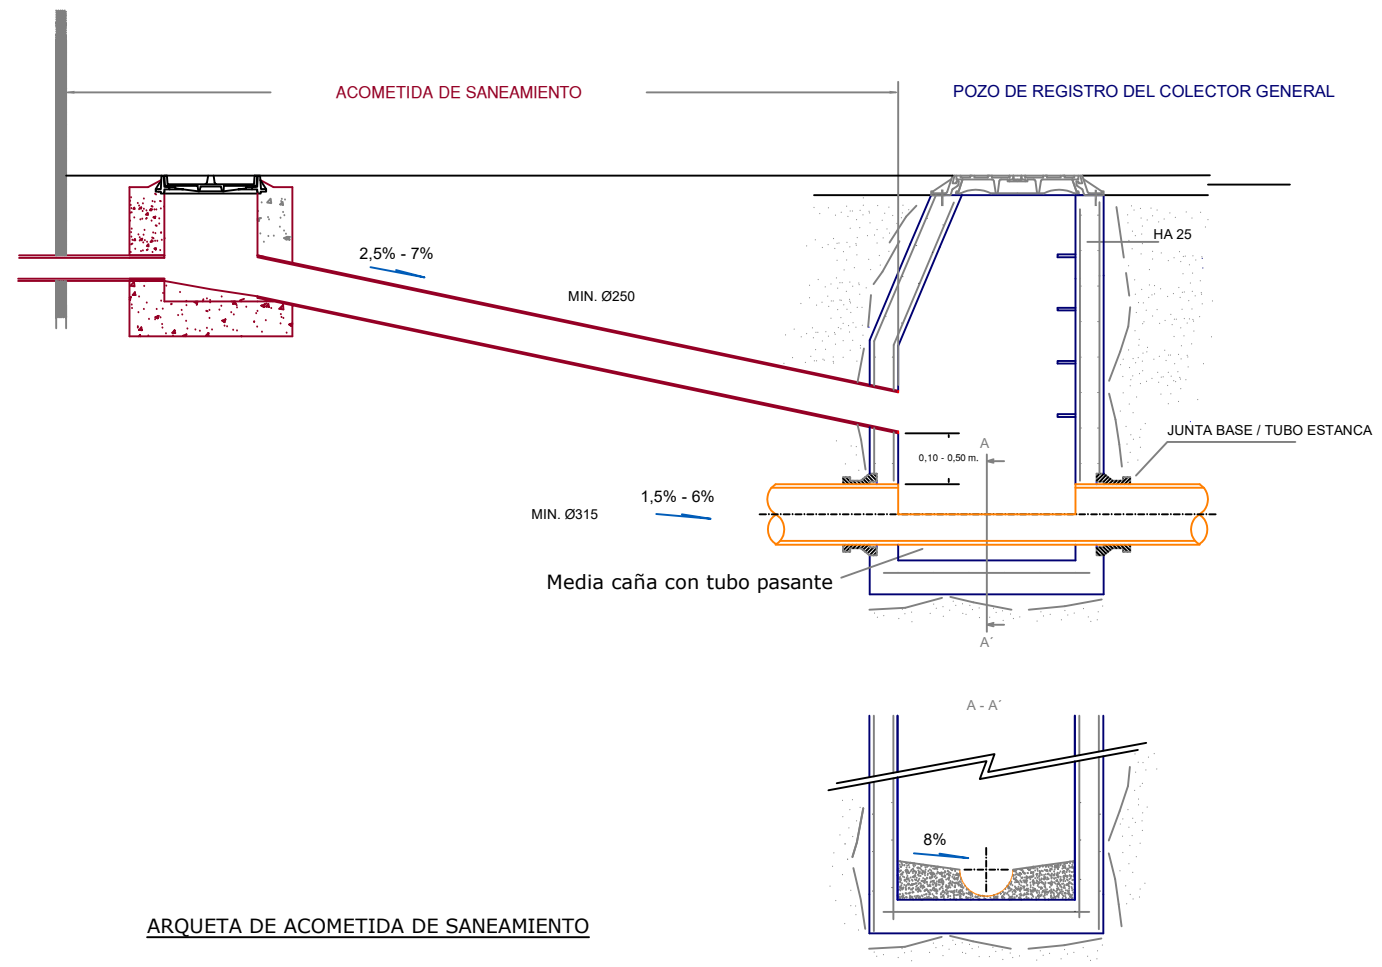 ACOMETIDA DE SANEAMIENTO
POZO DE REGISTRO DEL COLECTOR GENERAL
HA 25
2,5% - 7%
MIN. Ø250
JUNTA BASE / TUBO ESTANCA
A
0,10 - 0,50 m.
1,5% - 6%
MIN. Ø315
Media caña con tubo pasante
A´
A - A´
8%
ARQUETA DE ACOMETIDA DE SANEAMIENTO